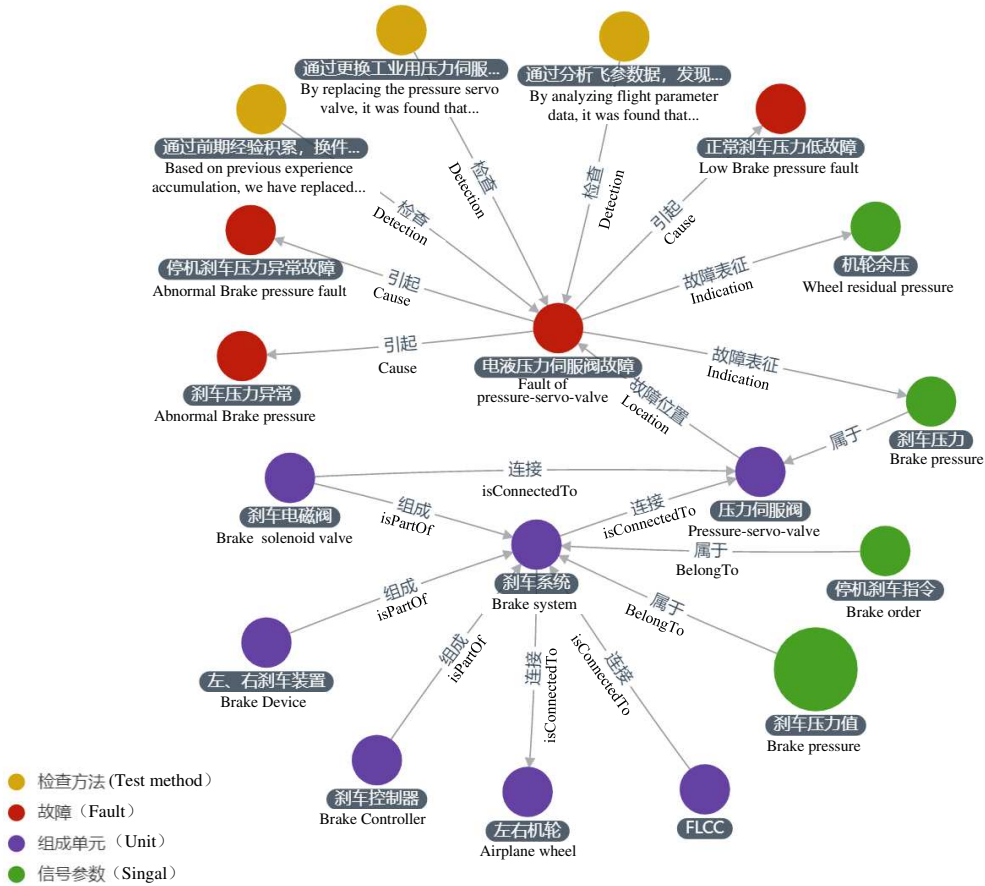 通过更换工业用压力伺服...
By replacing the pressure servo
valve, it was found that...
通过分析飞参数据，发现...
By analyzing flight parameter
data, it was found that...
通过前期经验积累，换件...
Based on previous experience
accumulation, we have replaced...
正常刹车压力低故障
Low Brake pressure fault
检查
Detection
检查
Detection
检查
Detection
引起
Cause
停机刹车压力异常故障
Abnormal Brake pressure fault
引起
Cause
故障表征
Indication
机轮余压
Wheel residual pressure
引起
Cause
刹车压力异常
Abnormal Brake pressure
电液压力伺服阀故障
Fault of
pressure-servo-valve
故障表征
Indication
故障位置
Location
刹车压力
Brake pressure
属于
连接
isConnectedTo
刹车电磁阀
Brake solenoid valve
组成
isPartOf
连接
isConnectedTo
压力伺服阀
Pressure-servo-valve
刹车系统
Brake system
属于
BelongTo
停机刹车指令
Brake order
组成
isPartOf
属于
BelongTo
左、右刹车装置
Brake Device
组成
isPartOf
连接
isConnectedTo
连接
isConnectedTo
刹车压力值
Brake pressure
刹车控制器
Brake Controller
左右机轮
Airplane wheel
FLCC
检查方法 (Test method）
故障（Fault）
组成单元（Unit）
信号参数（Singal）